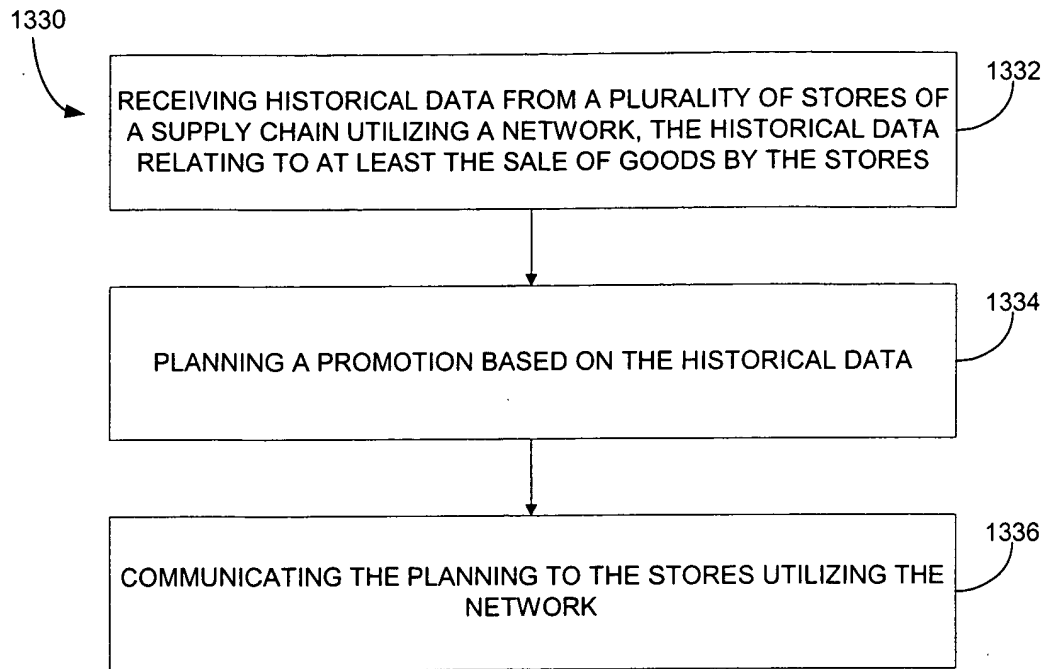 1330
1332
RECEIVING HISTORICAL DATA FROM A PLURALITY OF STORES OF
A SUPPLY CHAIN UTILIZING A NETWORK, THE HISTORICAL DATA
RELATING TO AT LEAST THE SALE OF GOODS BY THE STORES
1334
PLANNING A PROMOTION BASED ON THE HISTORICAL DATA
1336
COMMUNICATING THE PLANNING TO THE STORES UTILIZING THE
NETWORK